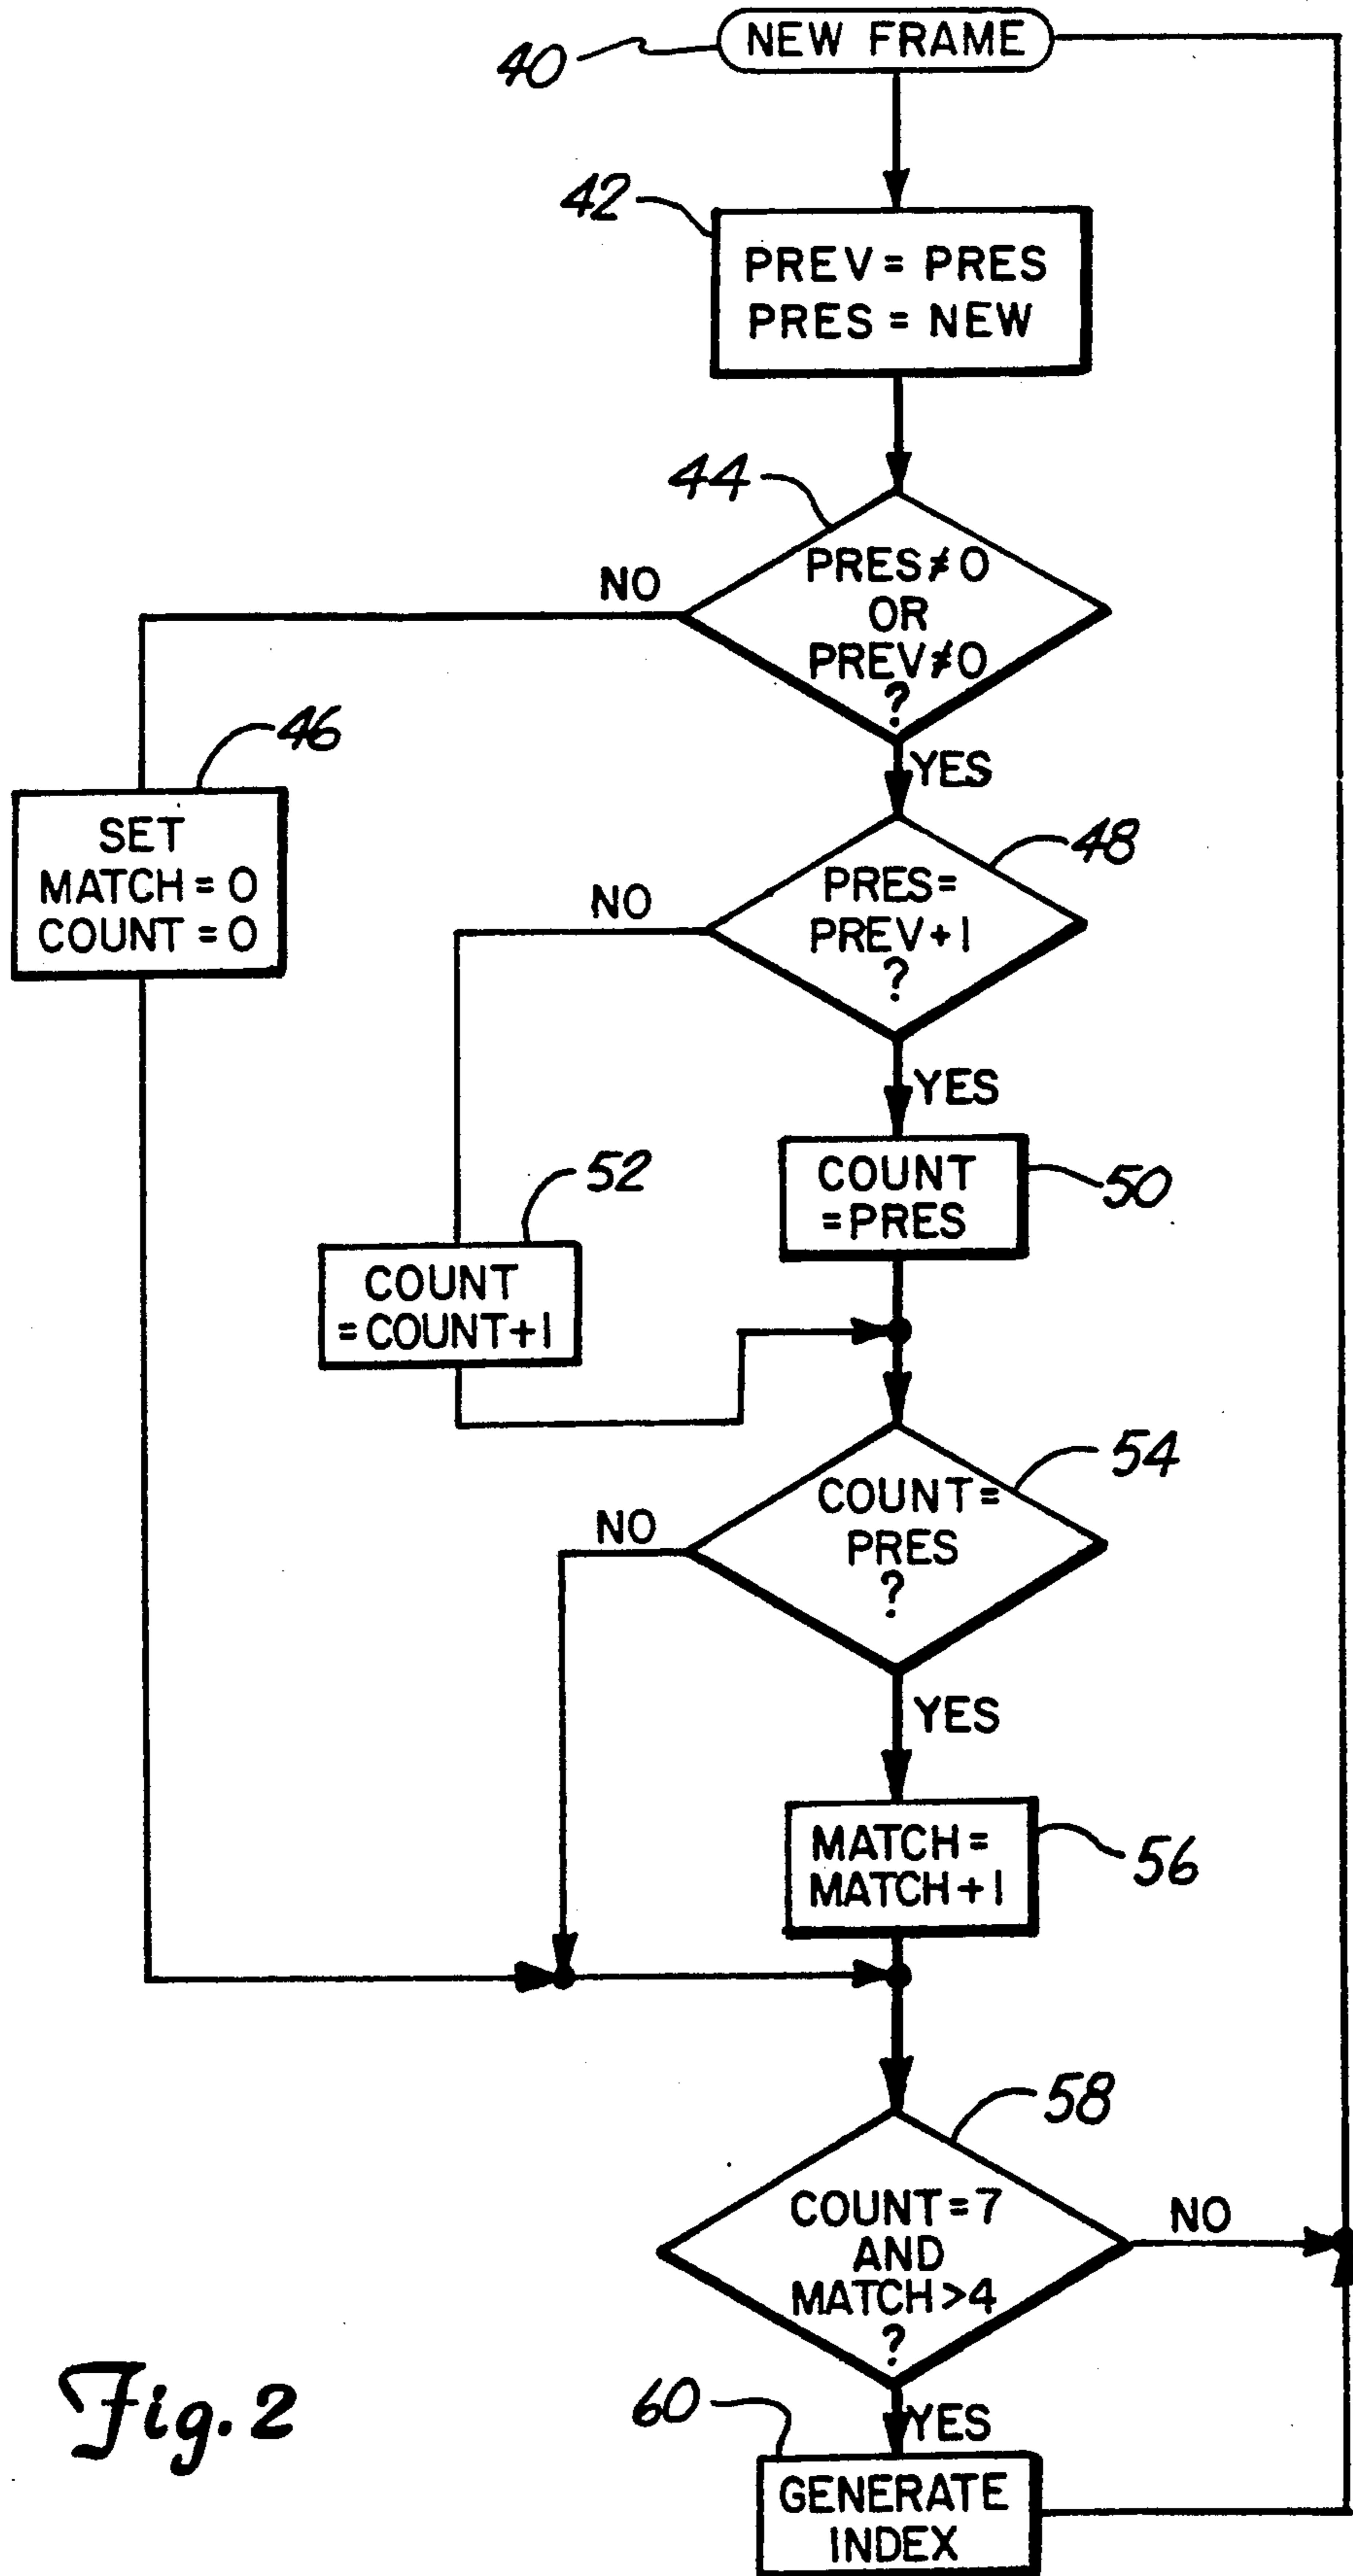 40
NEW FRAME
42
PREV = PRES
PRES = NEW
44
PRES ≠ 0
OR
PREV ≠ 0
?
NO
YES
46
SET
MATCH = 0
COUNT = 0
48
PRES =
PREV + 1
?
NO
YES
50
COUNT
= PRES
52
COUNT
= COUNT + 1
54
COUNT =
PRES
?
NO
YES
56
MATCH =
MATCH + 1
58
COUNT = 7
AND
MATCH > 4
?
NO
YES
60
GENERATE
INDEX
Fig. 2